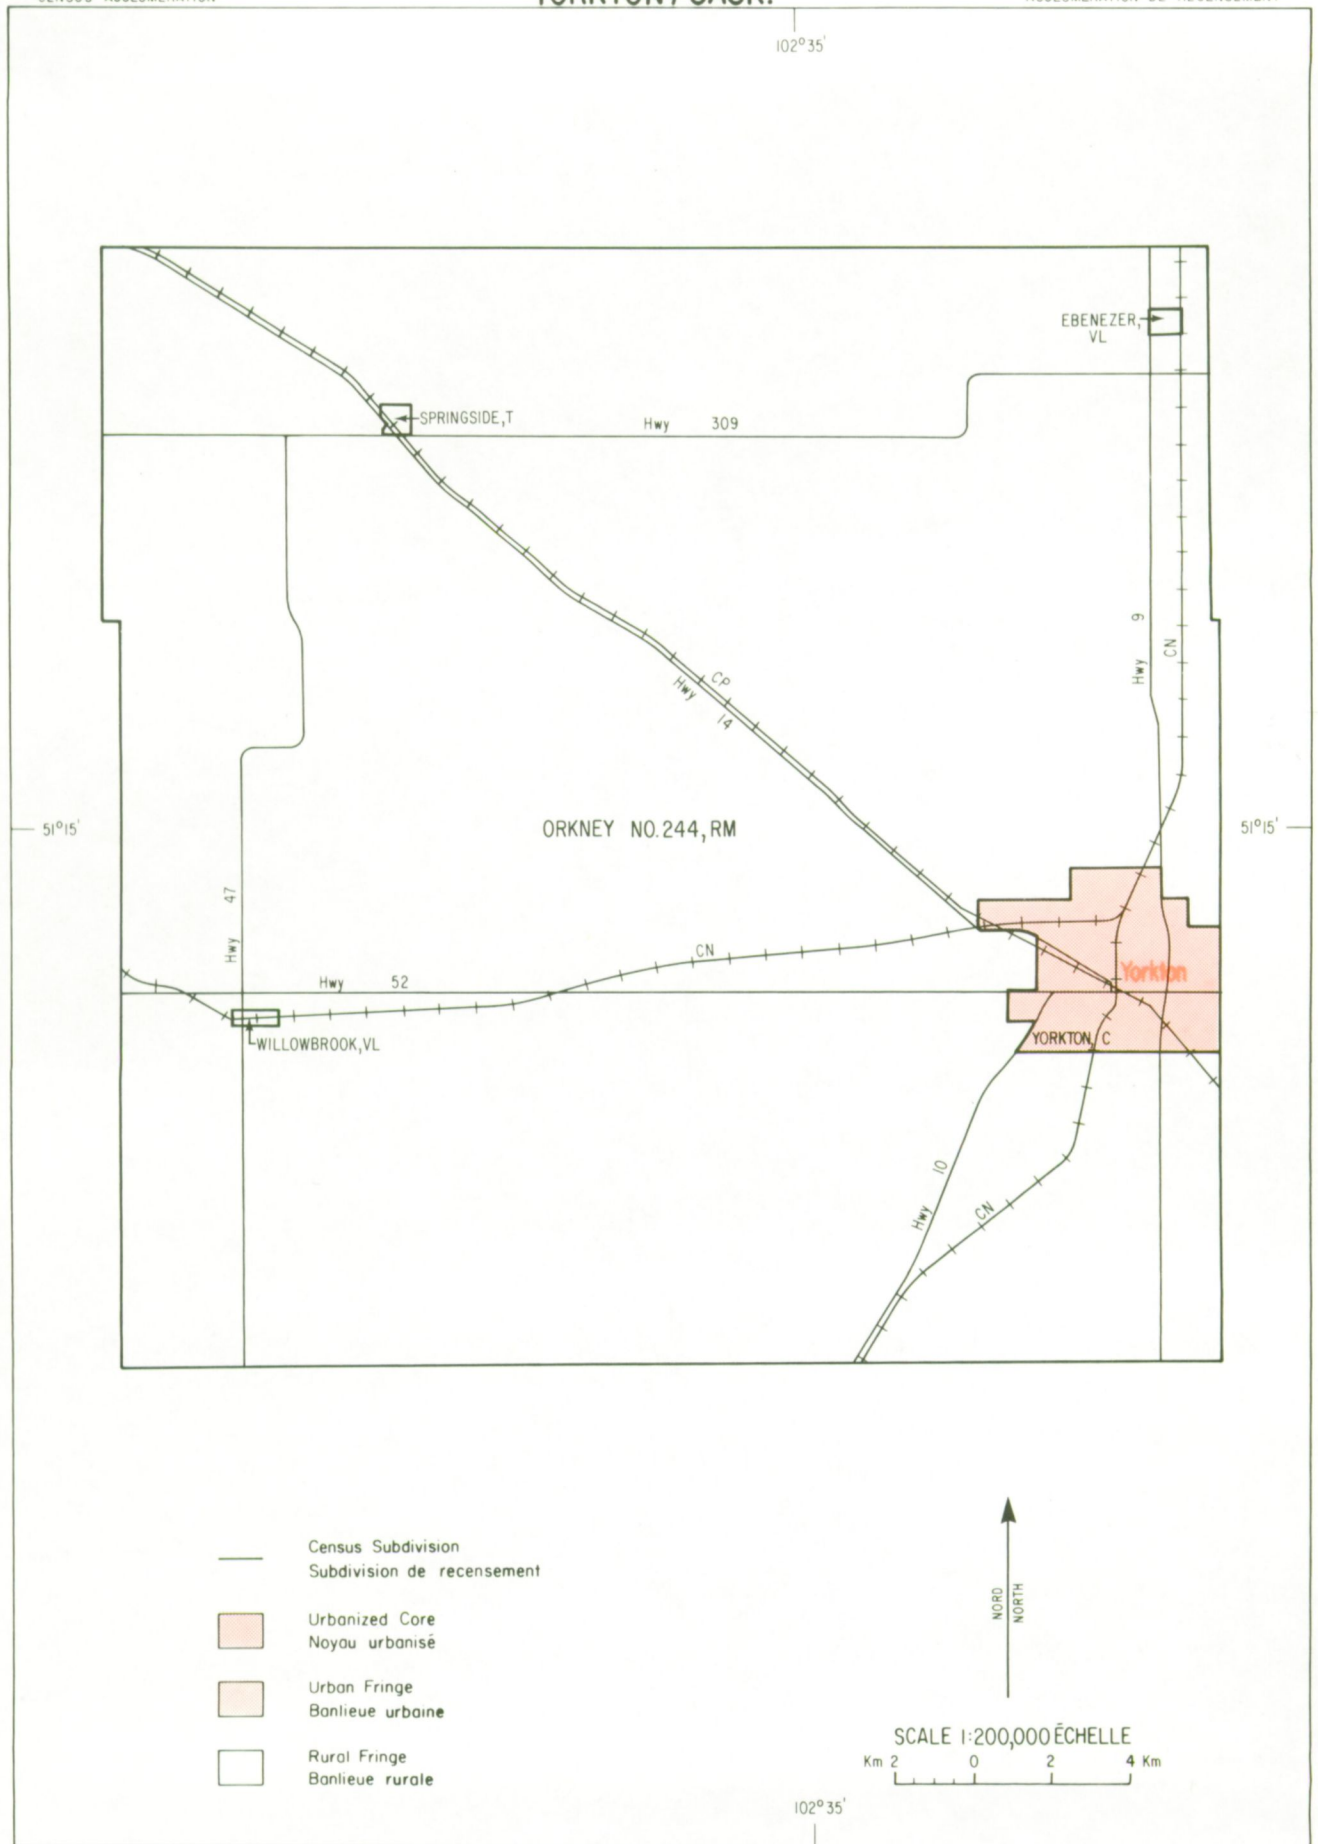 102°35'
EBENEZER,
VL
SPRINGSIDE,T
Hwy 309
Hwy 9
CN
CP
Hwy 14
51°15'
ORKNEY NO.244,RM
51°15'
Hwy 47
CN
Yorkton
Hwy 52
YORKTON, C
WILLOWBROOK,VL
Hwy 10
CN
Census Subdivision
Subdivision de recensement
Urbanized Core
Noyau urbanisé
Urban Fringe
Banlieue urbaine
Rural Fringe
Banlieue rurale
NORD
NORTH
SCALE 1:200,000 ÉCHELLE
Km 2 0 2 4 Km
102°35'